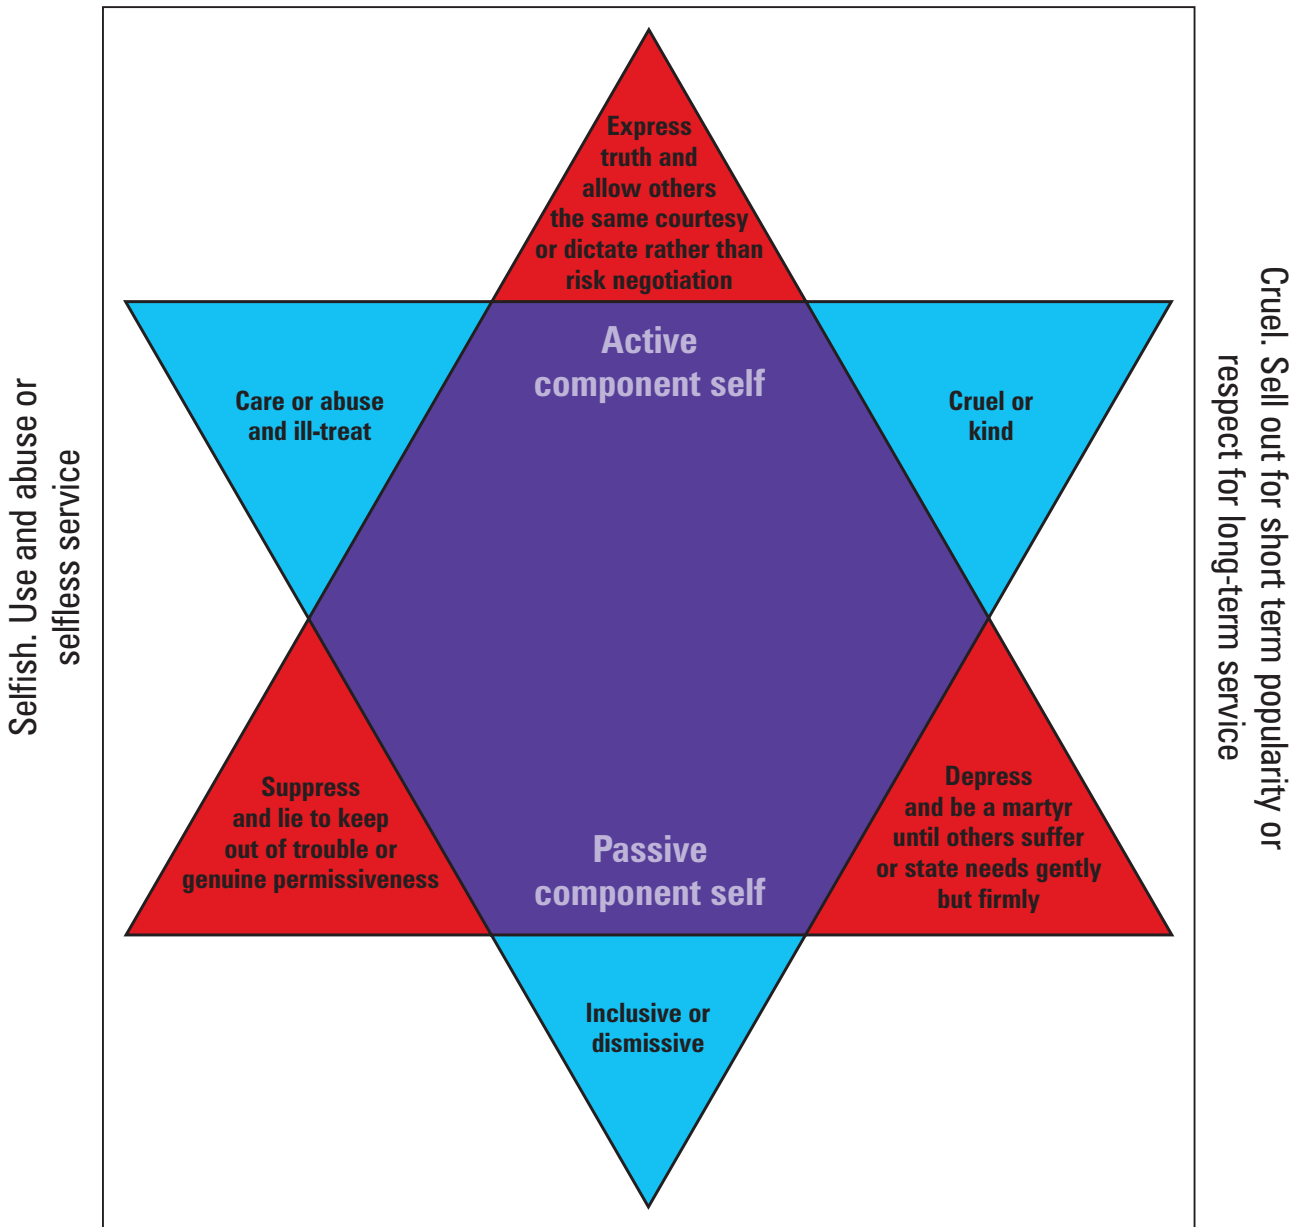 Express
truth and
allow others
the same courtesy
or dictate rather than
risk negotiation
Active
component self
Care or abuse
and ill-treat
Cruel or
kind
Selfish. Use and abuse or
selfless service
Cruel. Sell out for short term popularity or
respect for long-term service
Suppress
and lie to keep
out of trouble or
genuine permissiveness
Passive
component self
Depress
and be a martyr
until others suffer
or state needs gently
but firmly
Inclusive or
dismissive